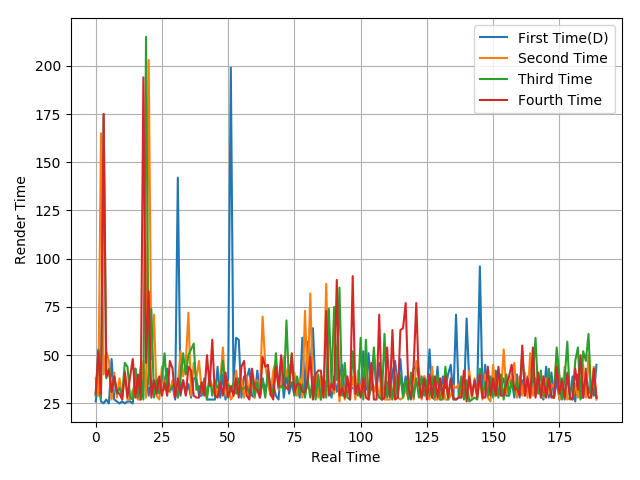 First Time(D)
Second Time
Third Time
Fourth Time
Render Time
200
175
150
125
100
75
50
25
0
25
50
75
100
125
150
175
Real Time